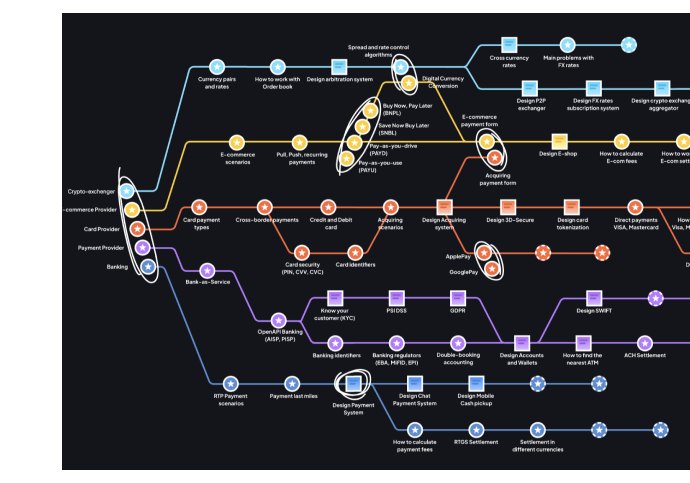 Spread and rate control
algorithms
Cross currency
rates
Main problems with
FX rates
Currency pairs
and rates
How to work with
Order book
Design arbitration system
Digital Currency
Conversion
Design P2P
exchanger
Design FX rates
subscription system
Design crypto exchang
aggregator
Buy Now, Pay Later
(BNPL)
Save Now Buy Later
(SNBL)
Pay-as-you-drive
(PAYD)
Pay-as-you-use
(PAYU)
E-commerce
payment form
E-commerce
scenarios
Pull, Push, recurring
payments
Design E-shop
How to calculate
E-com fees
How to wo
E-com sett
Acquiring
payment form
Crypto-exchanger
-commerce Provider
Card Provider
Payment Provider
Banking
Card payment
types
Cross-border payments
Credit and Debit
card
Acquiring
scenarios
Design Acquiring
system
Design 3D-Secure
Design card
tokenization
Direct payments
VISA, Mastercard
How
Visa, M
Card security
(PIN, CVV, CVC)
Card Identifiers
ApplePay
GooglePay
D
Bank-as-Service
Know your
customer (KYC)
PSI DSS
GDPR
Design SWIFT
OpenAPI Banking
(AISP, PISP)
Banking identifiers
Banking regulators
(EBA, MiFID, EPI)
Double-booking
accounting
Design Accounts
and Wallets
How to find the
nearest ATM
ACH Settlement
RTP Payment
scenarios
Payment last miles
Design Payment
System
Design Chat
Payment System
Design Mobile
Cash pickup
How to calculate
payment fees
RTGS Settlement
Settlement in
different currencies